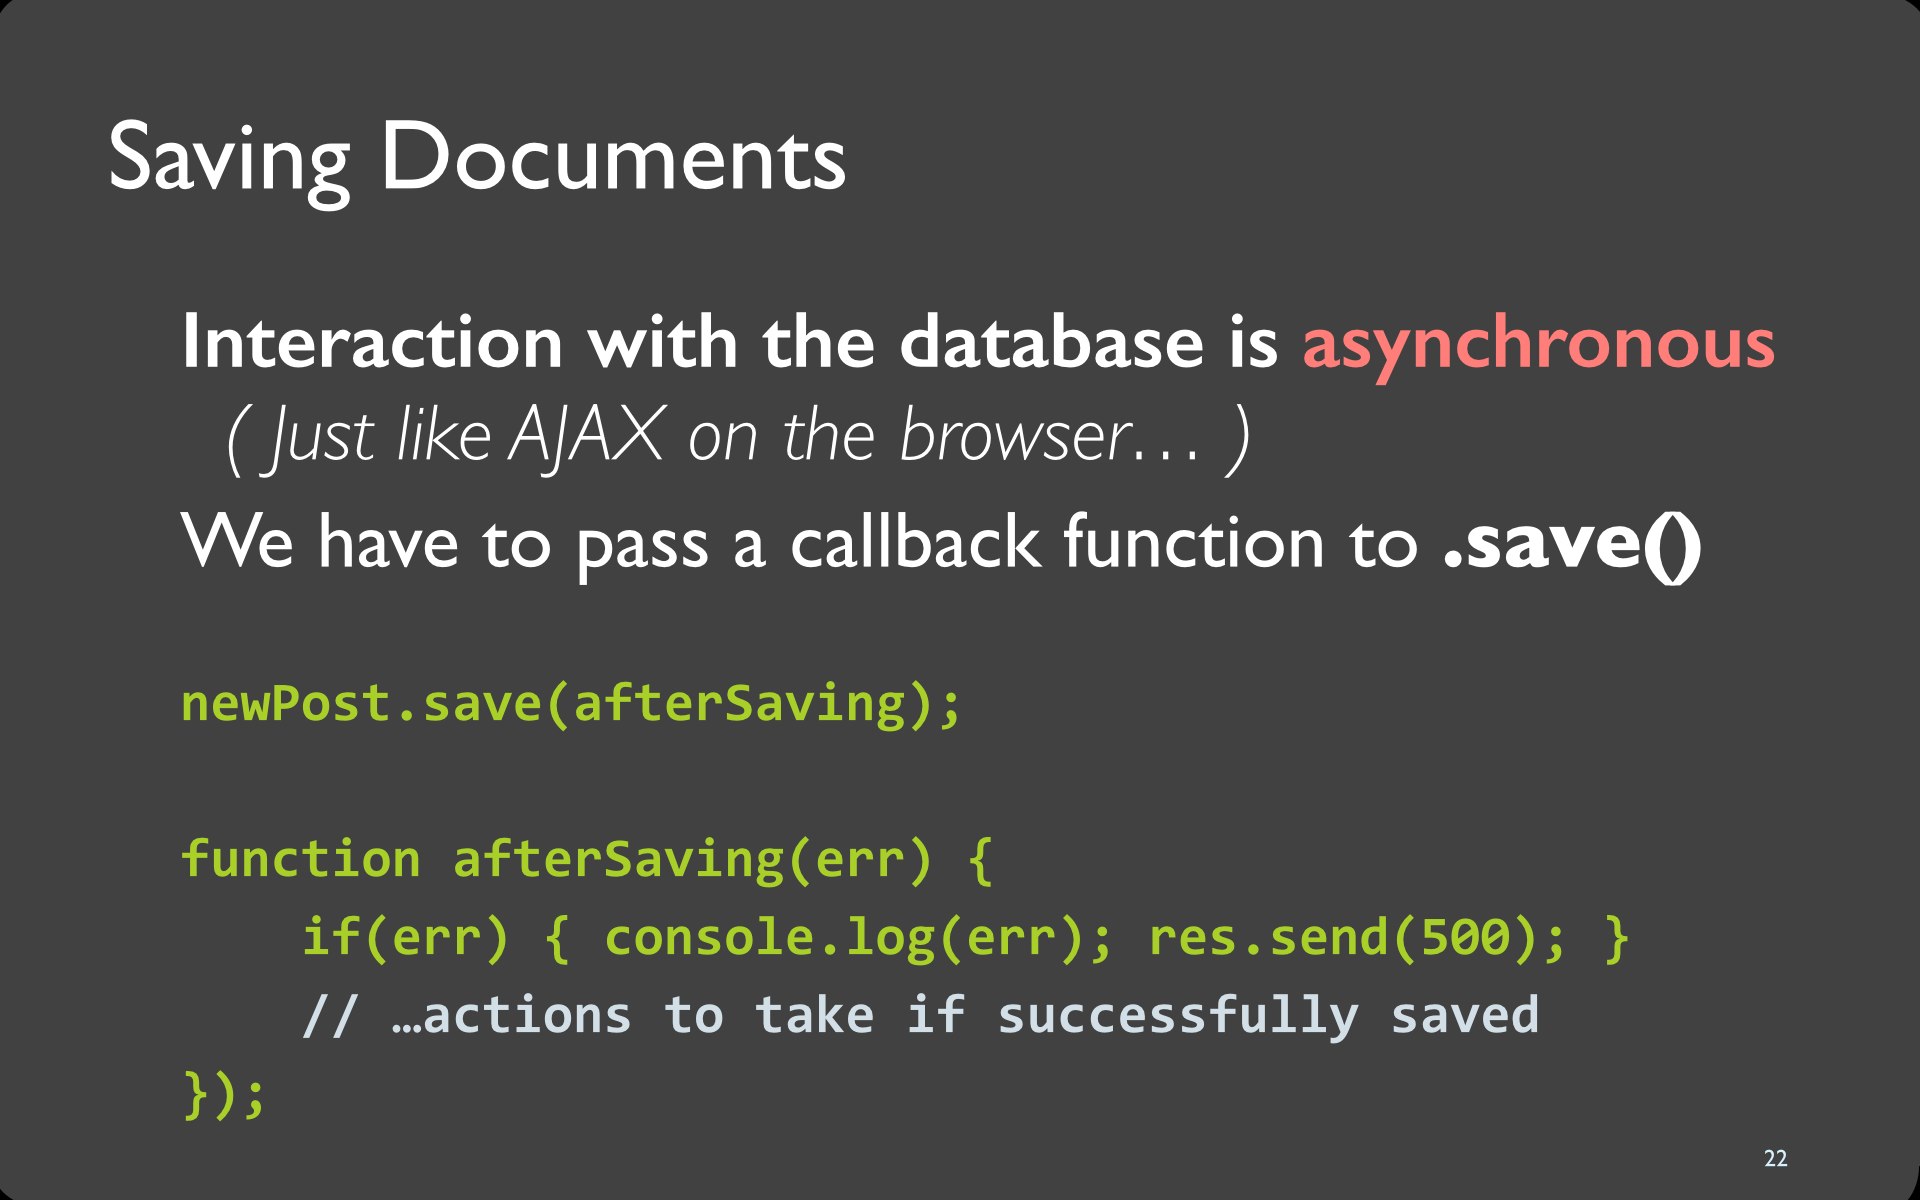 Saving Documents
Interaction with the database is asynchronous
( Just like AJAX on the browser… )
We have to pass a callback function to .save()
newPost.save(afterSaving);
function afterSaving(err) {
    if(err) { console.log(err); res.send(500); }
    // …actions to take if successfully saved
});
22